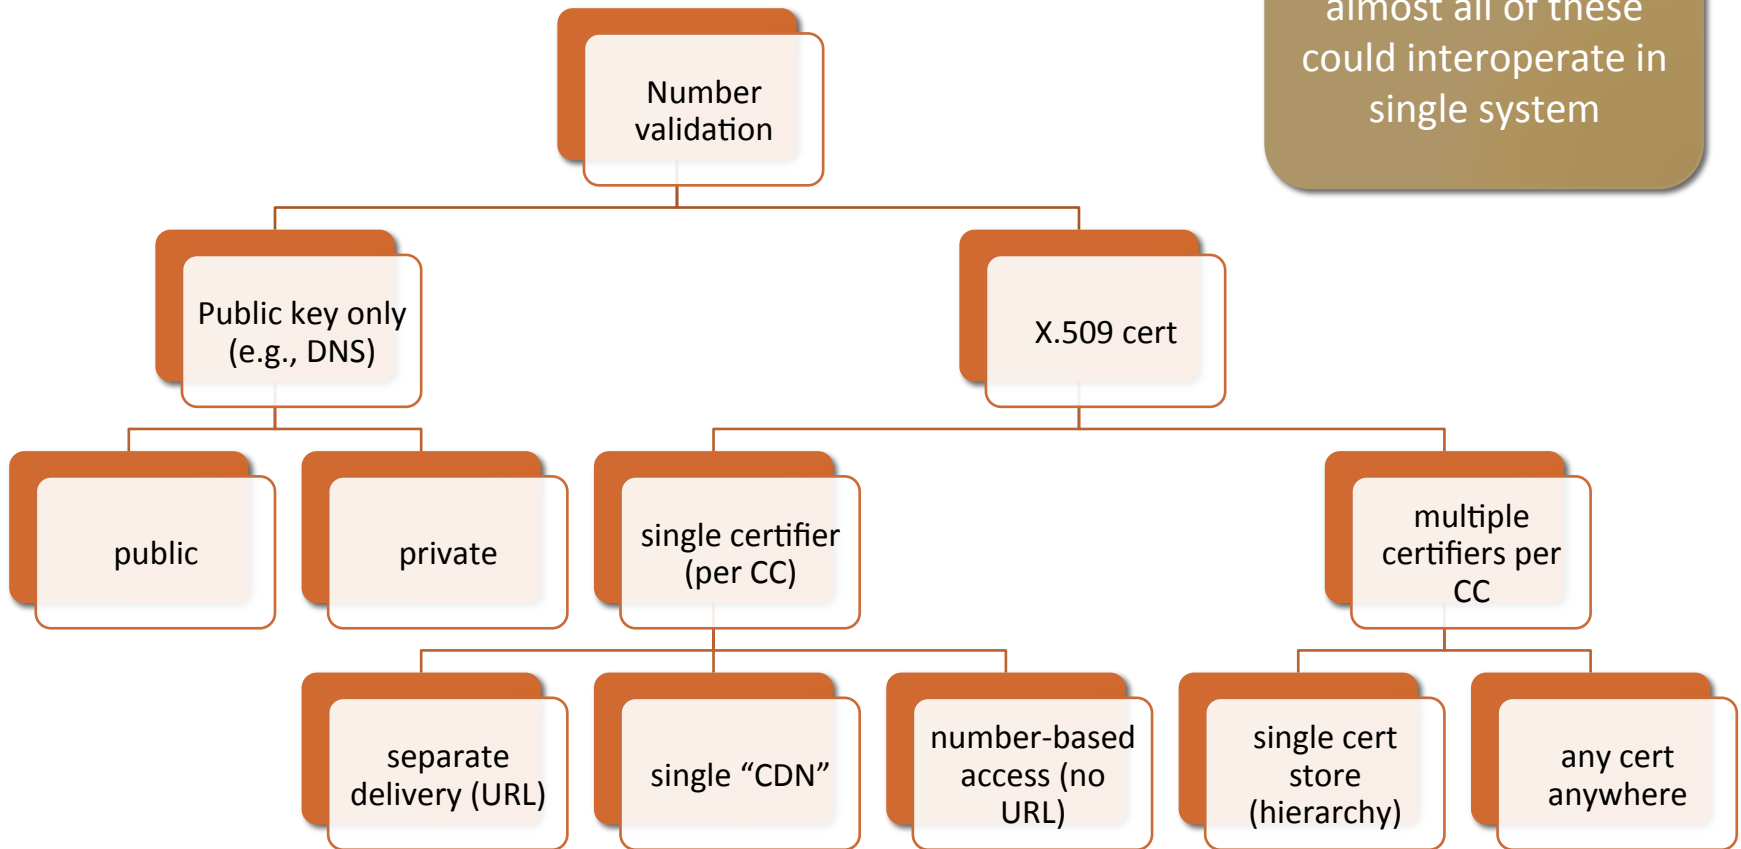 almost all of these
could interoperate in
single system
Number
validation
Public key only
(e.g., DNS)
X.509 cert
public
private
single certifier
(per CC)
multiple
certifiers per
CC
separate
delivery (URL)
single “CDN”
number-based
access (no
URL)
single cert
store
(hierarchy)
any cert
anywhere